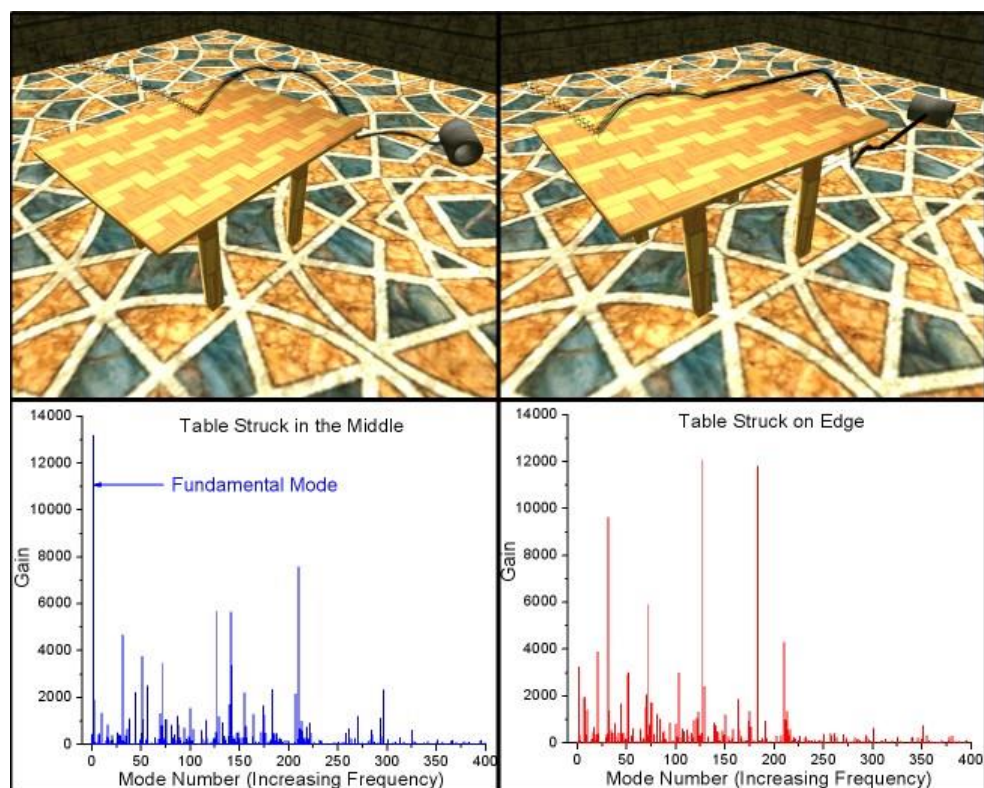 14000
Table Struck in the Middle
12000
Fundamental Mode
10000
8000
Gain
6000
4000
2000
0
0 50 100 150 200 250 300 350 400
Mode Number (Increasing Frequency)
14000
Table Struck on Edge
12000
10000
8000
Gain
6000
4000
2000
0
0 50 100 150 200 250 300 350 400
Mode Number (Increasing Frequency)